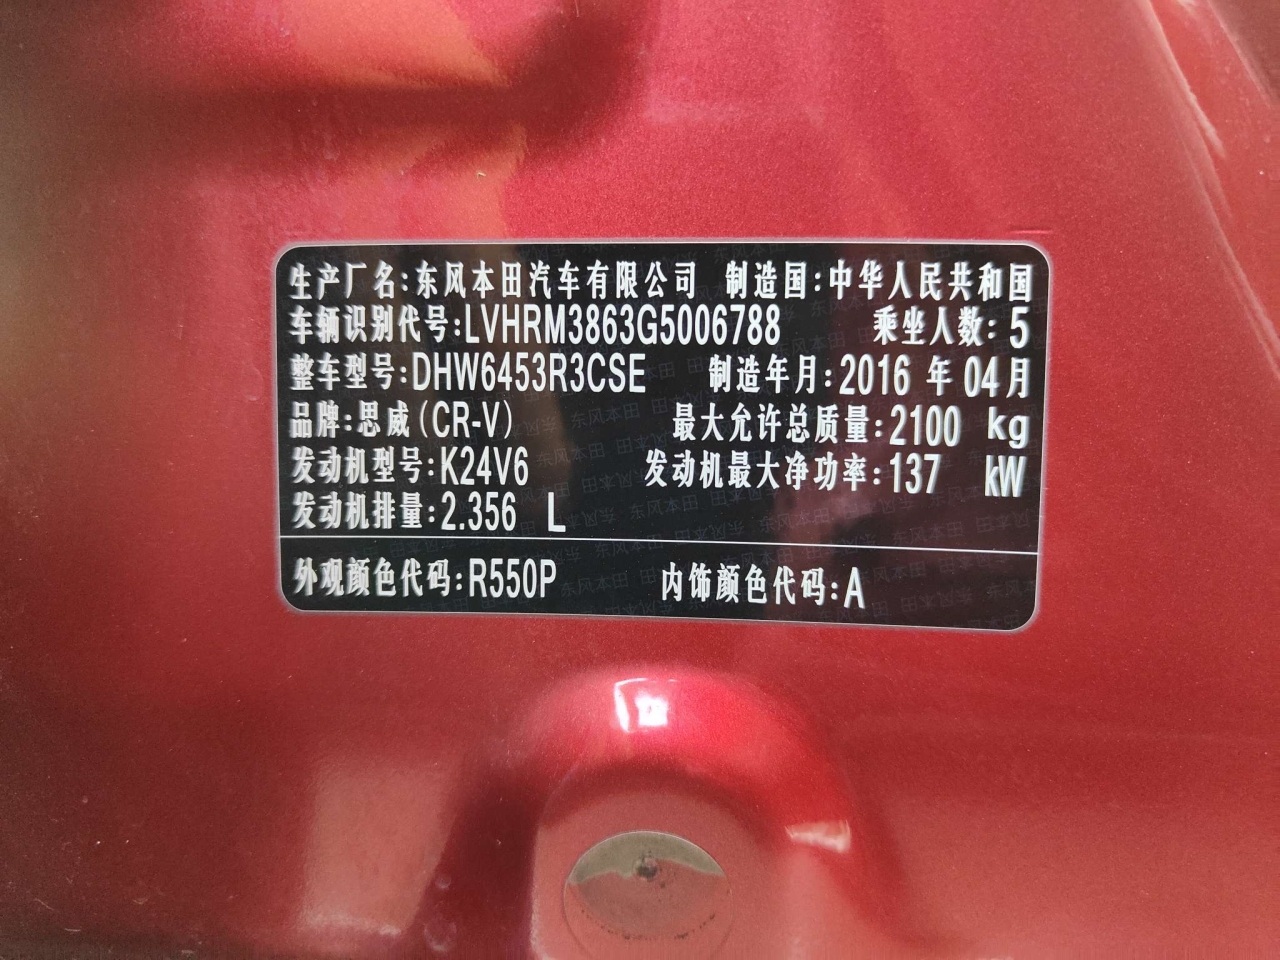 生产厂名:东风本田汽车有限公司 制造国:中华人民共和国
车辆识别代号:LVHRM3863G5006788 乘坐人数:5
整车型号:DHW6453R3CSE 制造年月:2016 年 04月
品牌:思威(CR-V) 最大允许总质量:2100 kg
发动机型号:K24V6 发动机最大净功率:137 kW
发动机排量:2.356 L
外观颜色代码:R550P 内饰颜色代码:A